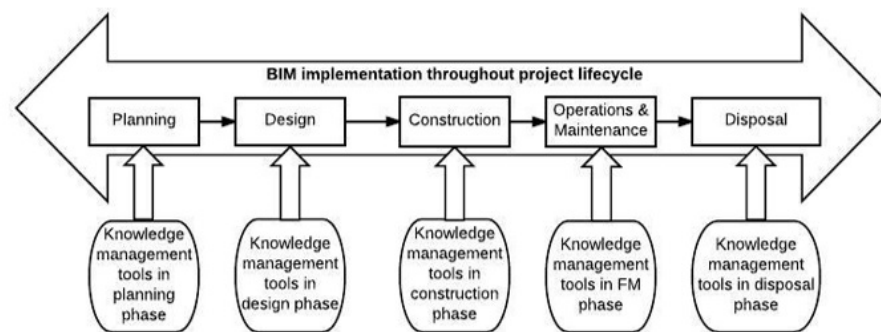 BIM implementation throughout project lifecycle
Planning
Design
Construction
Operations &
Maintenance
Disposal
Knowledge
management
tools in
planning
phase
Knowledge
management
tools in
design phase
Knowledge
management
tools in
construction
phase
Knowledge
management
tools in FM
phase
Knowledge
management
tools in disposal
phase